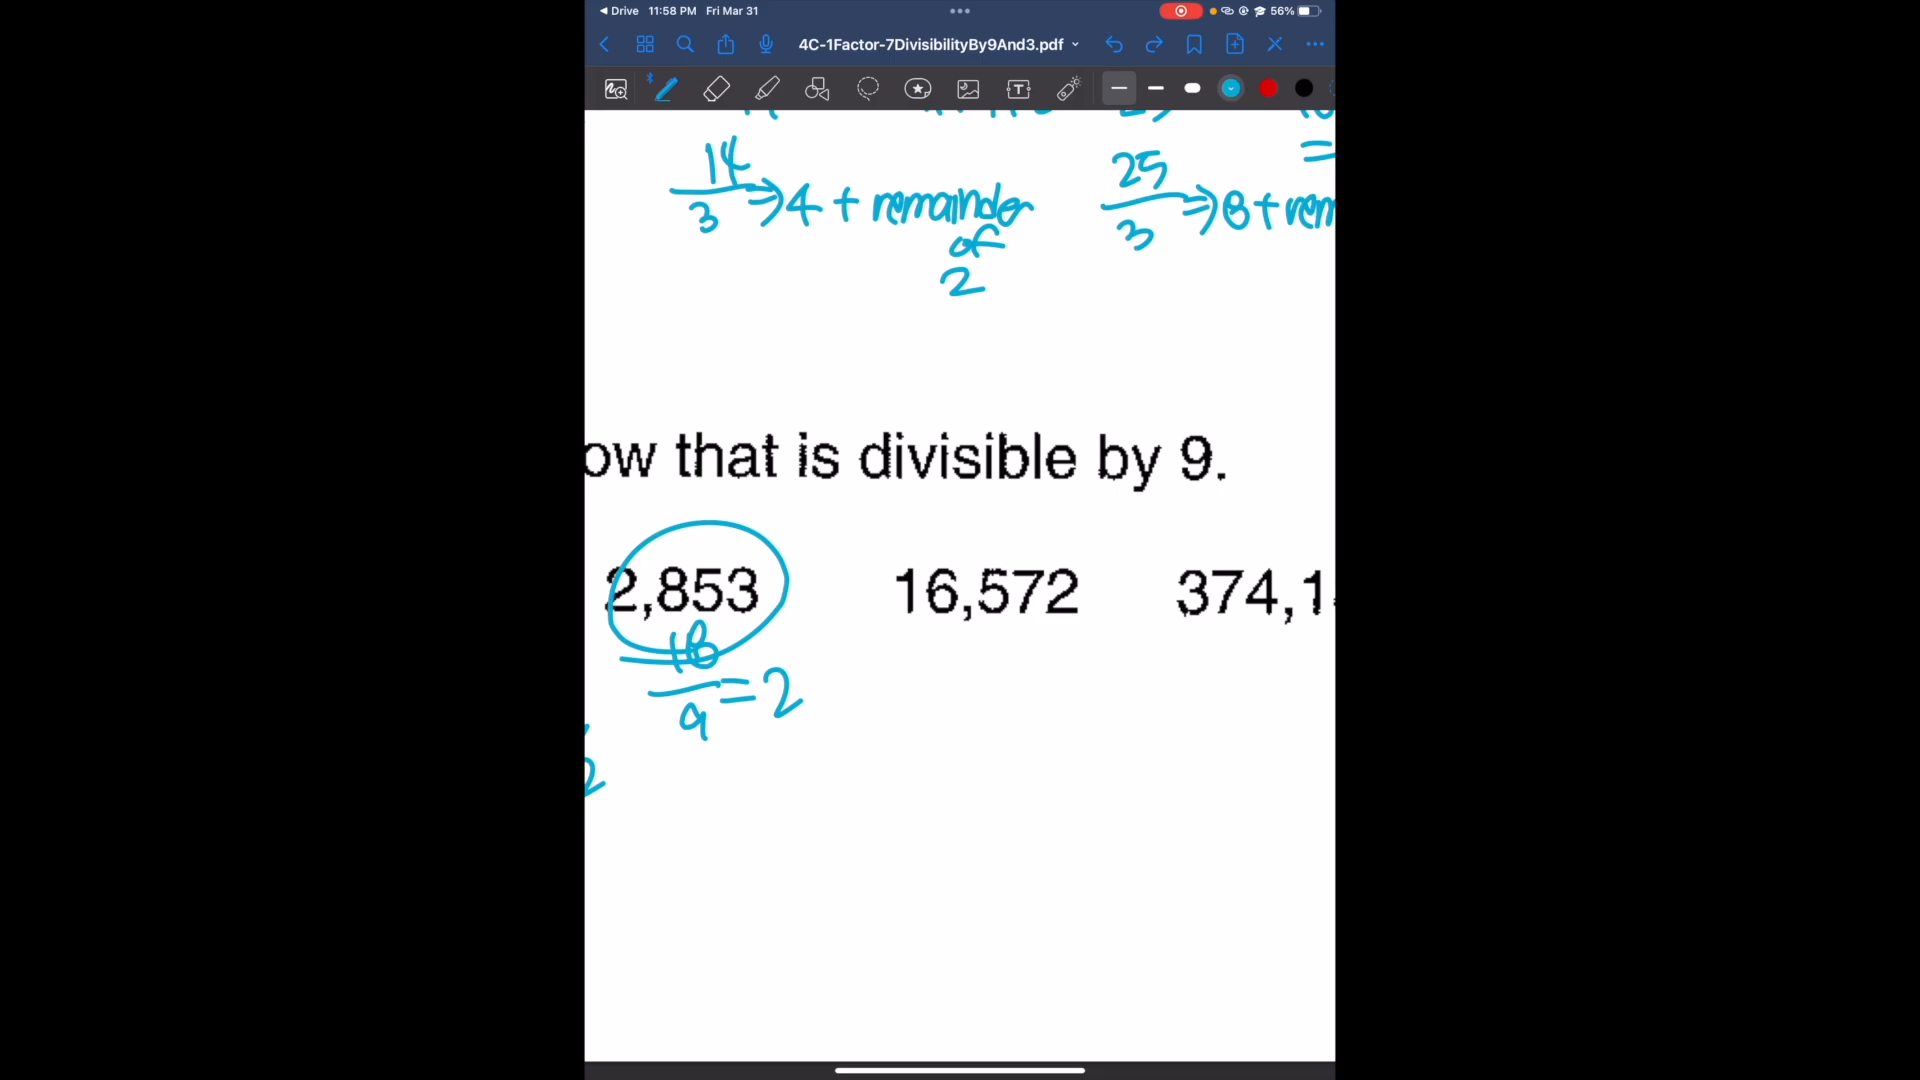 Drive 11:58 PM Fri Mar 31
56%
4C-1Factor-7DivisibilityBy9And3.pdf
14
3
⇒ 4 + remainder
of
2
25
3
⇒ 8 + rem
=
ow that is divisible by 9.
2,853
16,572
374,1
18
9
= 2
2